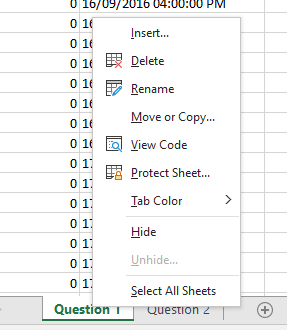 0 16/09/2016 04:00:00 PM
0 16
Insert...
0 16
0 16
Delete
0 16
Rename
0 16
0 16
Move or Copy...
0 16
View Code
0 16
0 17
Protect Sheet...
0 17
Tab Color
0 17
0 17
Hide
0 17
0 17
Unhide...
0 17
Select All Sheets
Question 1 Question 2